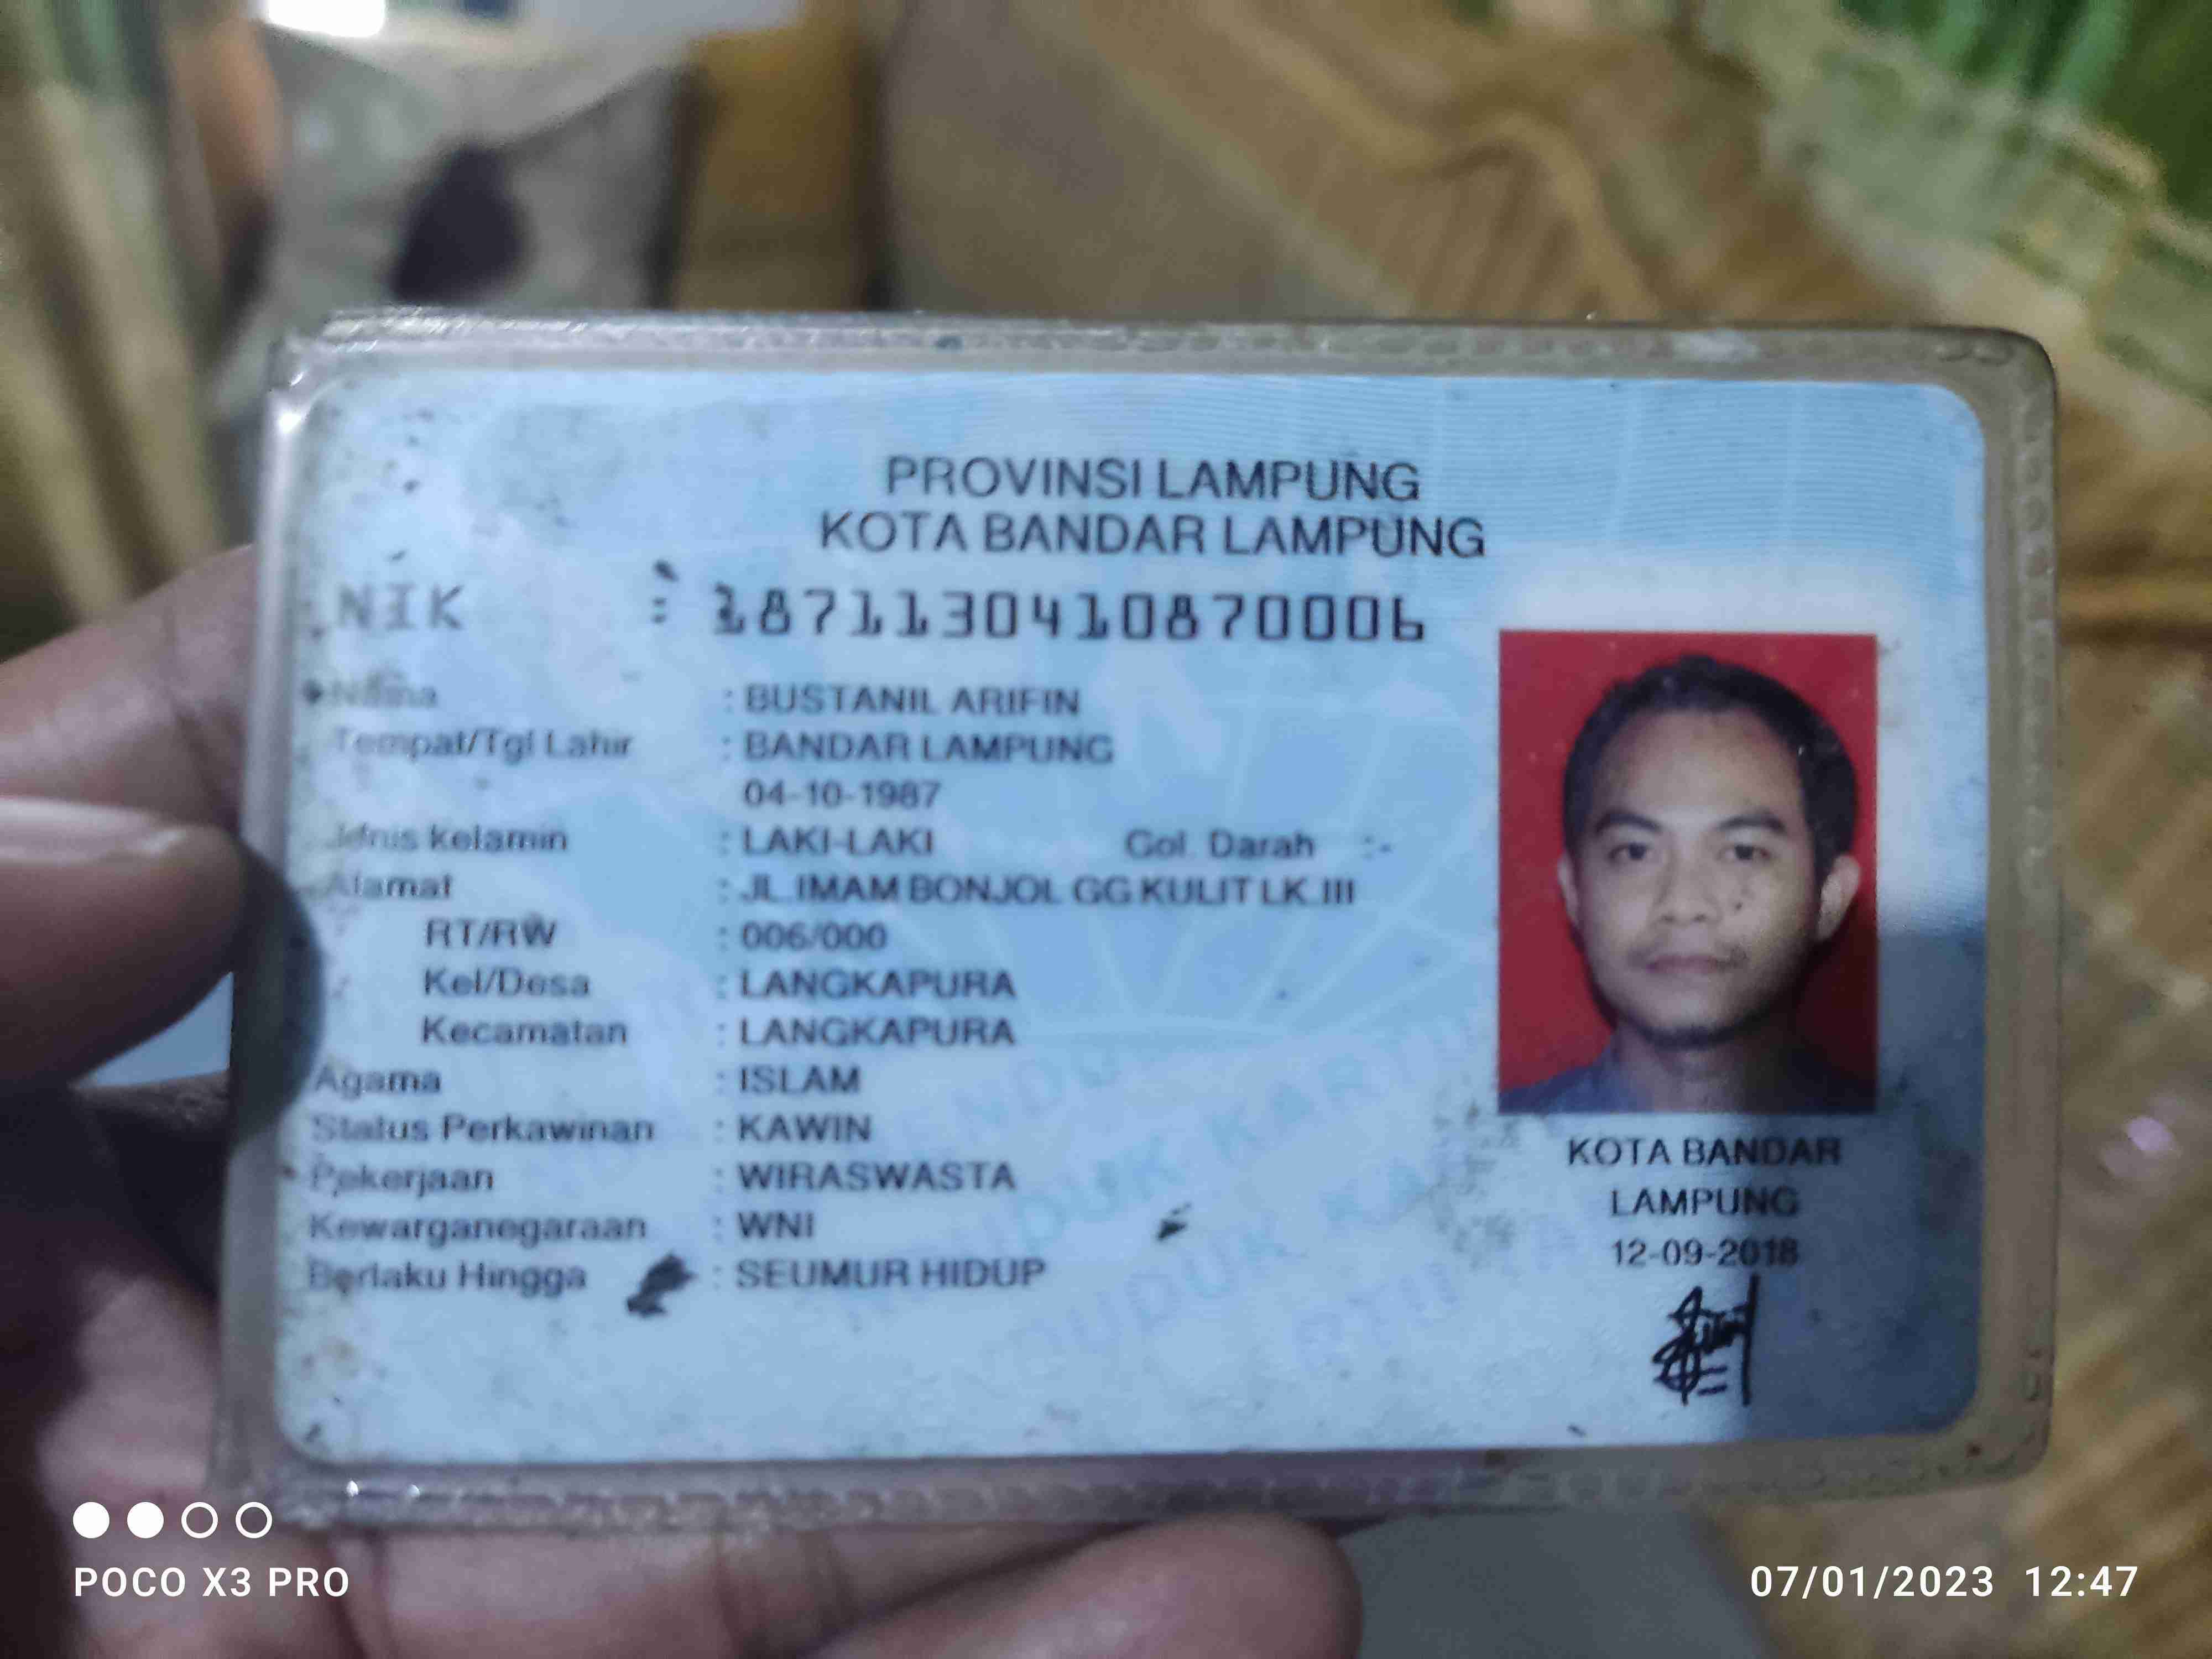 PROVINSI LAMPUNG
KOTA BANDAR LAMPUNG
NIK : 1871130410870006
Nama : BUSTANIL ARIFIN
Tempat/Tgl Lahir : BANDAR LAMPUNG
04-10-1987
Jenis kelamin : LAKI-LAKI Gol. Darah :-
Alamat : JL.IMAM BONJOL GG KULIT LK.III
RT/RW : 006/000
Kel/Desa : LANGKAPURA
Kecamatan : LANGKAPURA
Agama : ISLAM
Status Perkawinan : KAWIN
Pekerjaan : WIRASWASTA
Kewarganegaraan : WNI
Berlaku Hingga : SEUMUR HIDUP
KOTA BANDAR
LAMPUNG
12-09-2018
POCO X3 PRO
07/01/2023 12:47